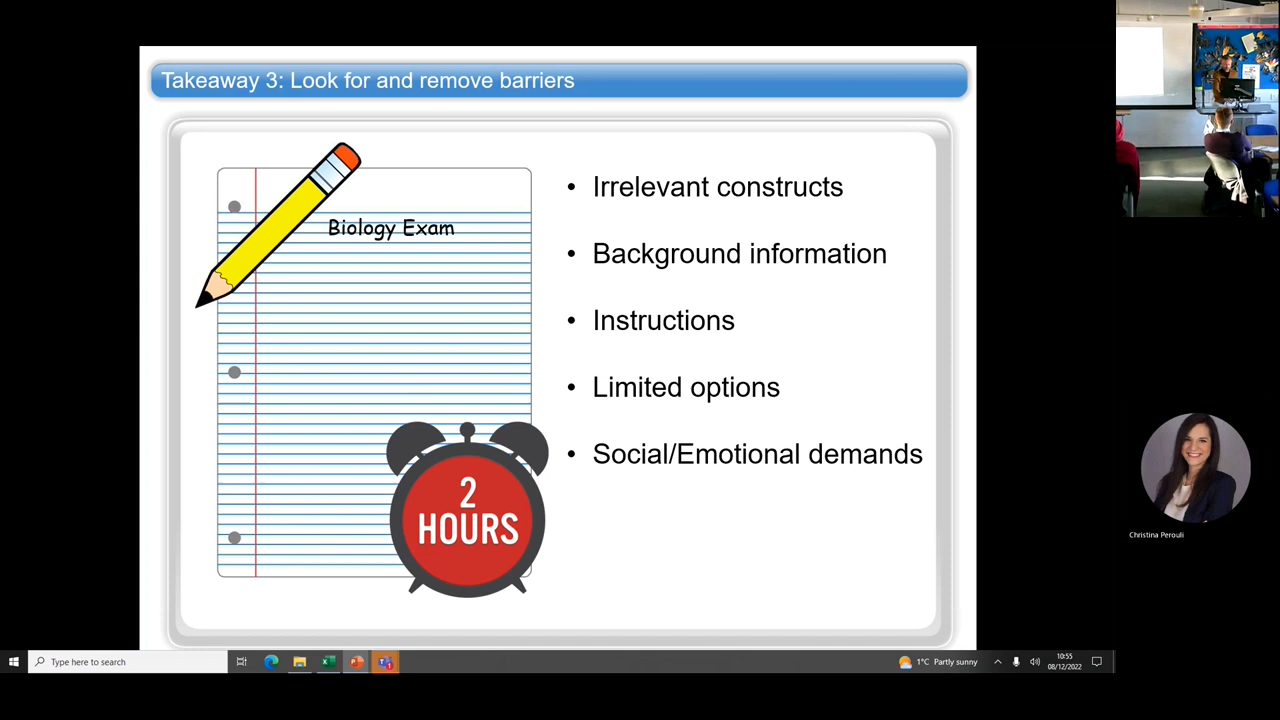 Takeaway 3: Look for and remove barriers
Biology Exam
2
HOURS
• Irrelevant constructs
• Background information
• Instructions
• Limited options
• Social/Emotional demands
Christina Perouli
Type here to search
1°C Partly sunny
10:55
08/12/2022